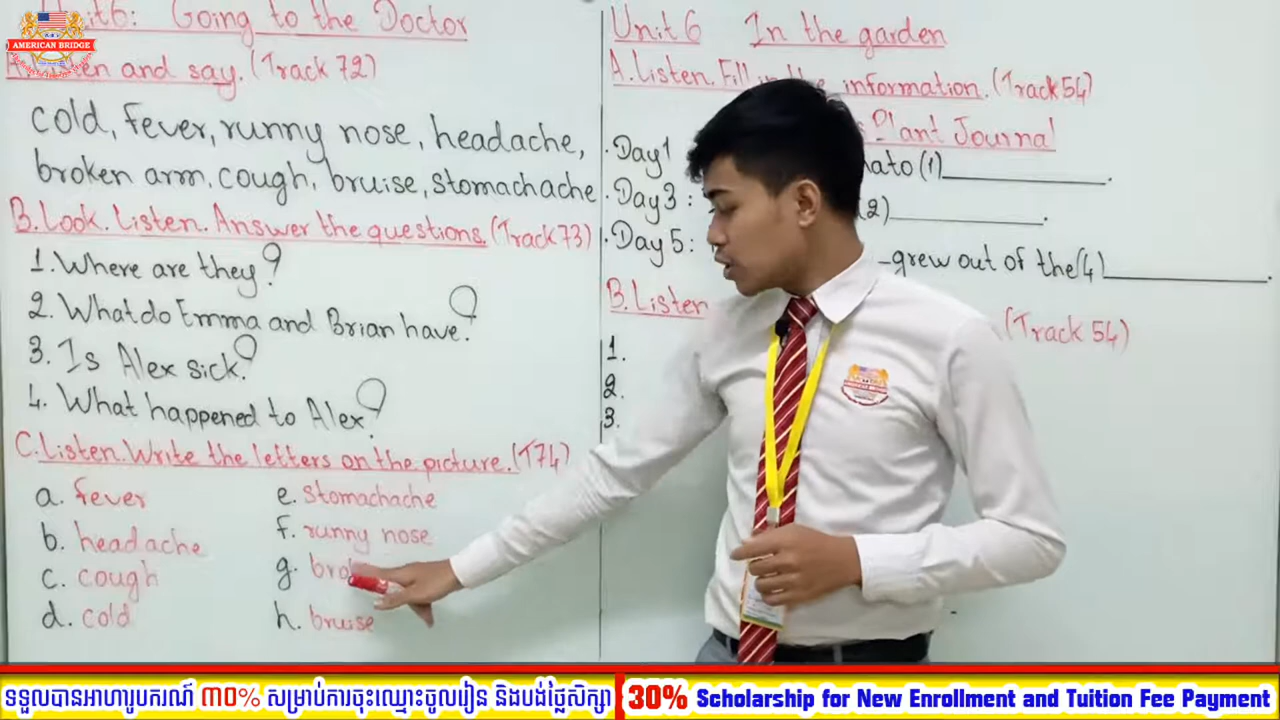 AMERICAN BRIDGE
Unit 6: Going to the Doctor
Listen and say. (Track 72)
cold, fever, runny nose, headache,
broken arm, cough, bruise, stomachache
B. Look. Listen. Answer the questions. (Track 73)
1. Where are they?
2. What do Emma and Brian have?
3. Is Alex sick?
4. What happened to Alex?
C. Listen. Write the letters on the picture. (T74)
a. fever
b. headache
c. cough
d. cold
e. stomachache
f. runny nose
g.
h. bruise
Unit 6 In the garden
A. Listen. Fill in the information. (Track 54)
Plant Journal
. Day 1 (1)____________.
. Day 3 : (2)____________.
. Day 5: -grew out of the (4)____________.
B. Listen (Track 54)
1.
2.
3.
AMERICAN BRIDGE
ទទួលបានអាហារូបករណ៍ ៣០% សម្រាប់ការចុះឈ្មោះចូលរៀន និងបង់ថ្លៃសិក្សា
30% Scholarship for New Enrollment and Tuition Fee Payment